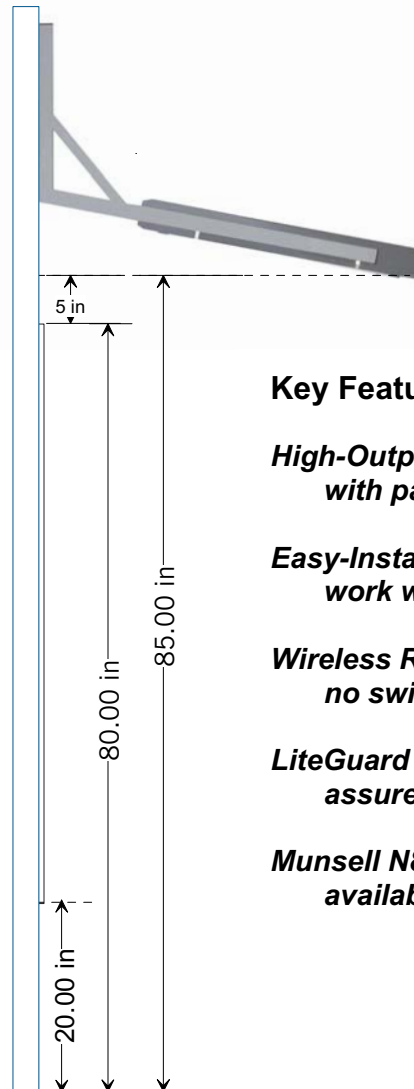 5 in
Key Featu
High-Outp
with pa
Easy-Insta
work w
85.00 in
80.00 in
Wireless R
no swi
LiteGuard
assure
Munsell N8
availab
20.00 in